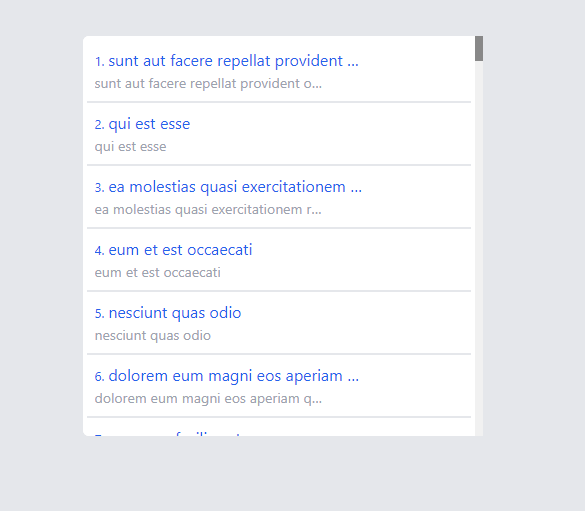 1. sunt aut facere repellat provident ...
sunt aut facere repellat provident o...
2. qui est esse
qui est esse
3. ea molestias quasi exercitationem ...
ea molestias quasi exercitationem r...
4. eum et est occaecati
eum et est occaecati
5. nesciunt quas odio
nesciunt quas odio
6. dolorem eum magni eos aperiam ...
dolorem eum magni eos aperiam q...